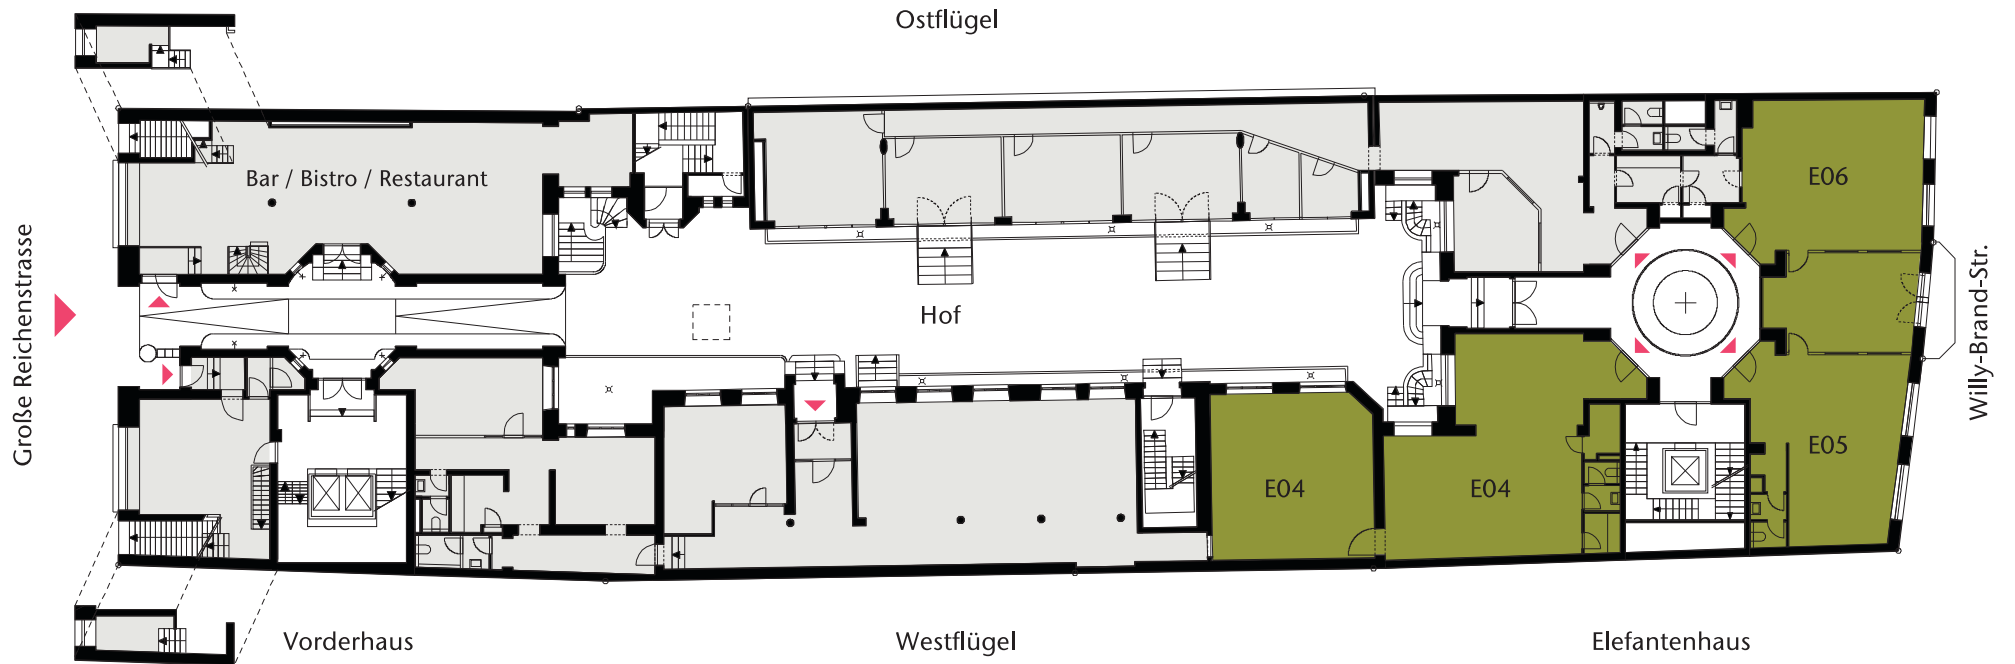 Ostflügel
Bar / Bistro / Restaurant
E06
Große Reichenstrasse
Hof
Willy-Brand-Str.
E05
E04
E04
Vorderhaus
Westflügel
Elefantenhaus